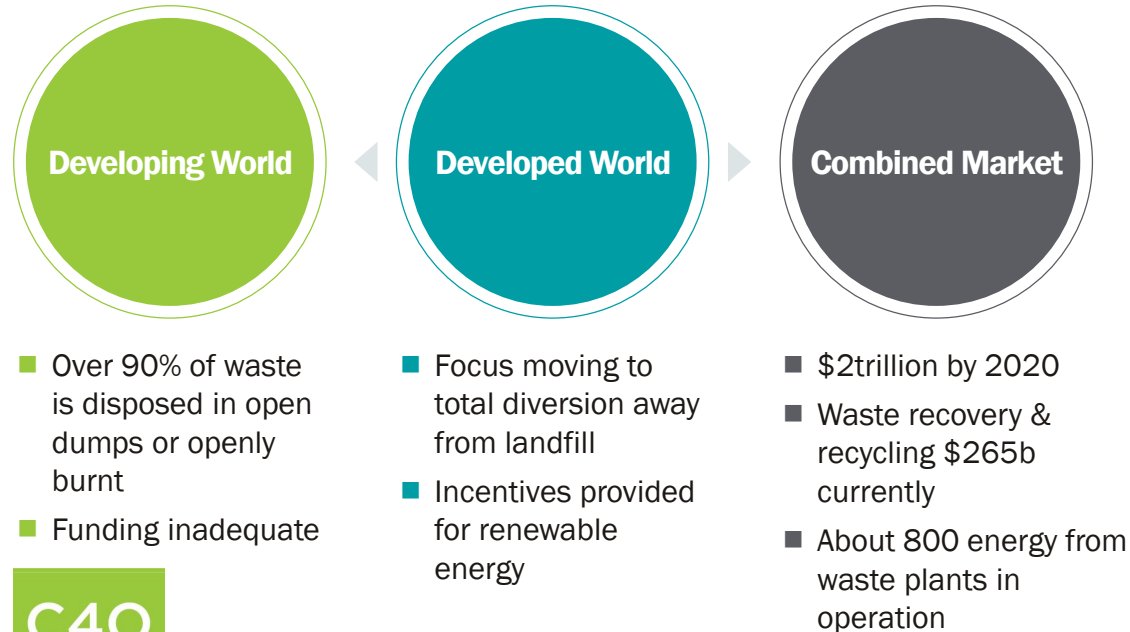 Developing World
Developed World
Combined Market
■ Over 90% of waste
is disposed in open
dumps or openly
burnt
■ Funding inadequate
■ Focus moving to
total diversion away
from landfill
■ Incentives provided
for renewable
energy
■ $2trillion by 2020
■ Waste recovery &
recycling $265b
currently
■ About 800 energy from
waste plants in
operation
C40